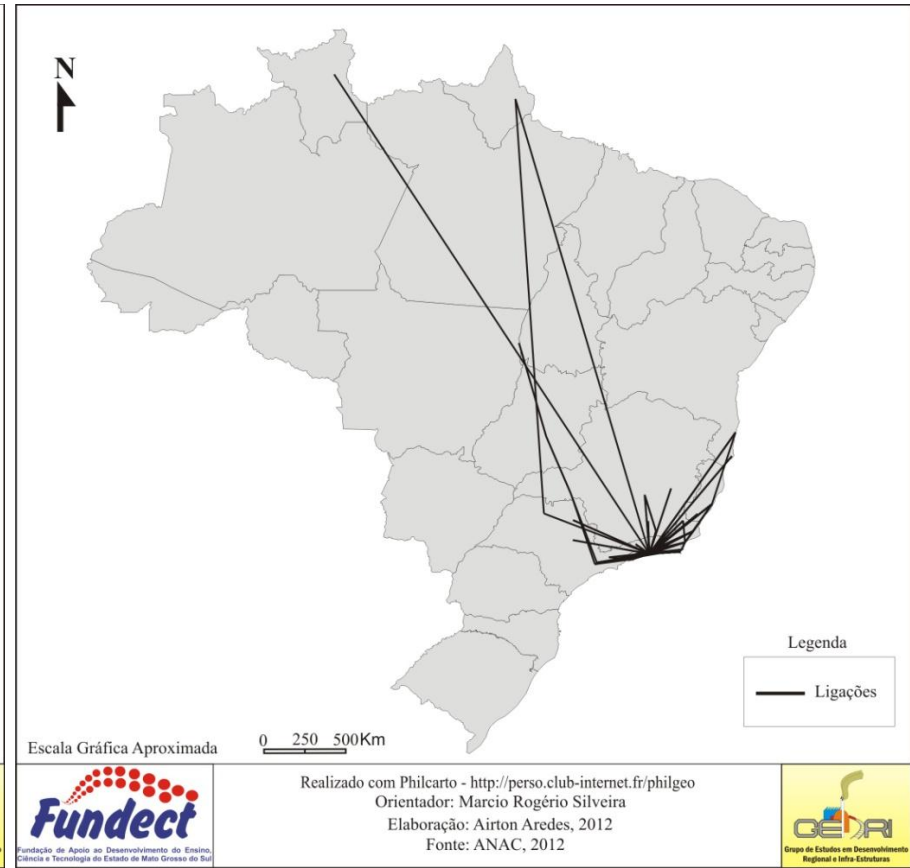 N
Legenda
Ligações
Escala Gráfica Aproximada
0 250 500Km
Fundect
Fundação de Apoio ao Desenvolvimento do Ensino,
Ciência e Tecnologia do Estado de Mato Grosso do Sul
Realizado com Philcarto - http://perso.club-internet.fr/philgeo
Orientador: Marcio Rogério Silveira
Elaboração: Airton Aredes, 2012
Fonte: ANAC, 2012
GEDRI
Grupo de Estudos em Desenvolvimento
Regional e Infra-Estruturas